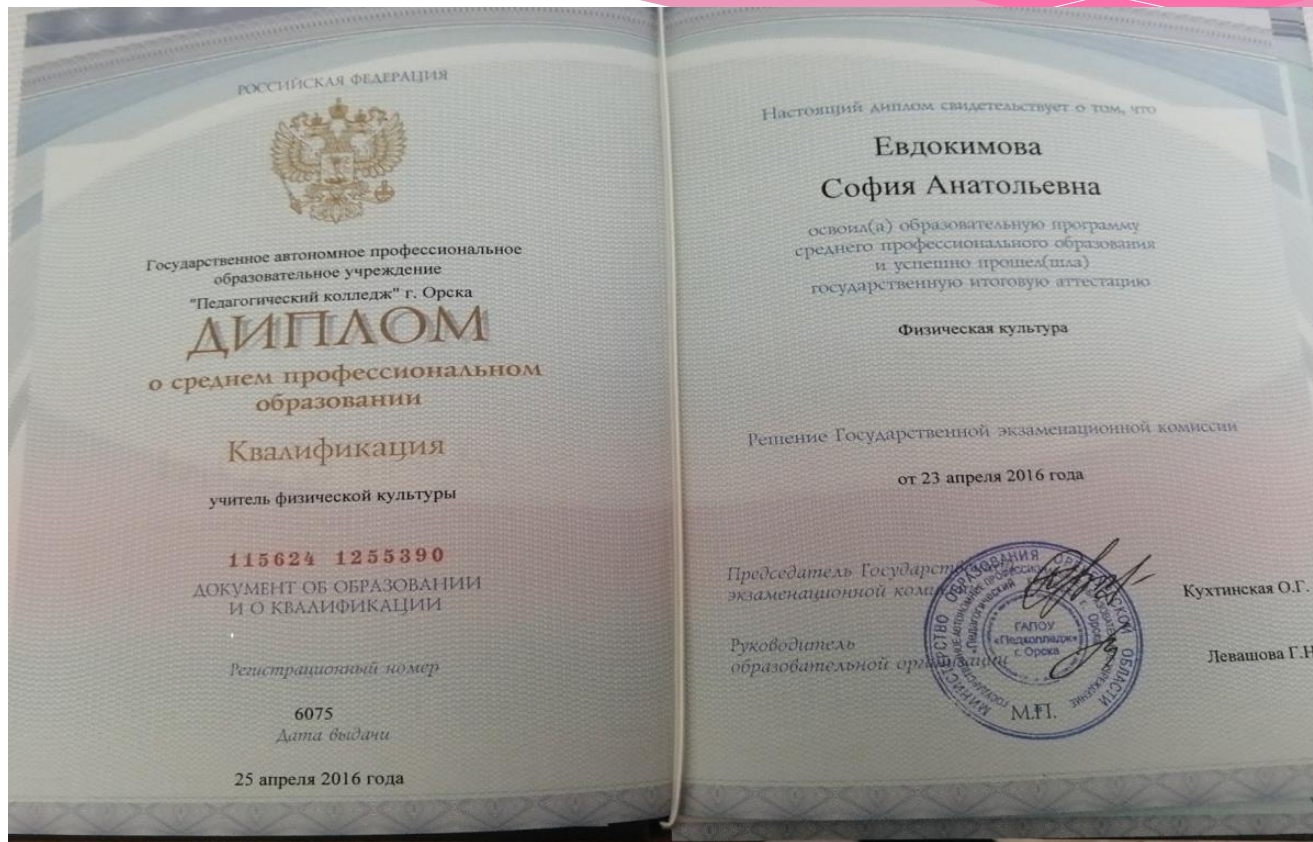 РОССИЙСКАЯ ФЕДЕРАЦИЯ
Государственное автономное профессиональное
образовательное учреждение
"Педагогический колледж" г. Орска
ДИПЛОМ
о среднем профессиональном
образовании
Квалификация
учитель физической культуры
115624 1255390
ДОКУМЕНТ ОБ ОБРАЗОВАНИИ
И О КВАЛИФИКАЦИИ
Регистрационный номер
6075
Дата выдачи
25 апреля 2016 года
Настоящий диплом свидетельствует о том, что
Евдокимова
София Анатольевна
освоил(а) образовательную программу
среднего профессионального образования
и успешно прошел(шла)
государственную итоговую аттестацию
Физическая культура
Решение Государственной экзаменационной комиссии
от 23 апреля 2016 года
Председатель Государственной
экзаменационной комиссии
Кухтинская О.Г.
Руководитель
образовательной организации
Левашова Г.Н
МИНИСТЕРСТВО ОБРАЗОВАНИЯ ОРЕНБУРГСКОЙ ОБЛАСТИ
ГАПОУ
«Педколледж»
г. Орска
М.П.